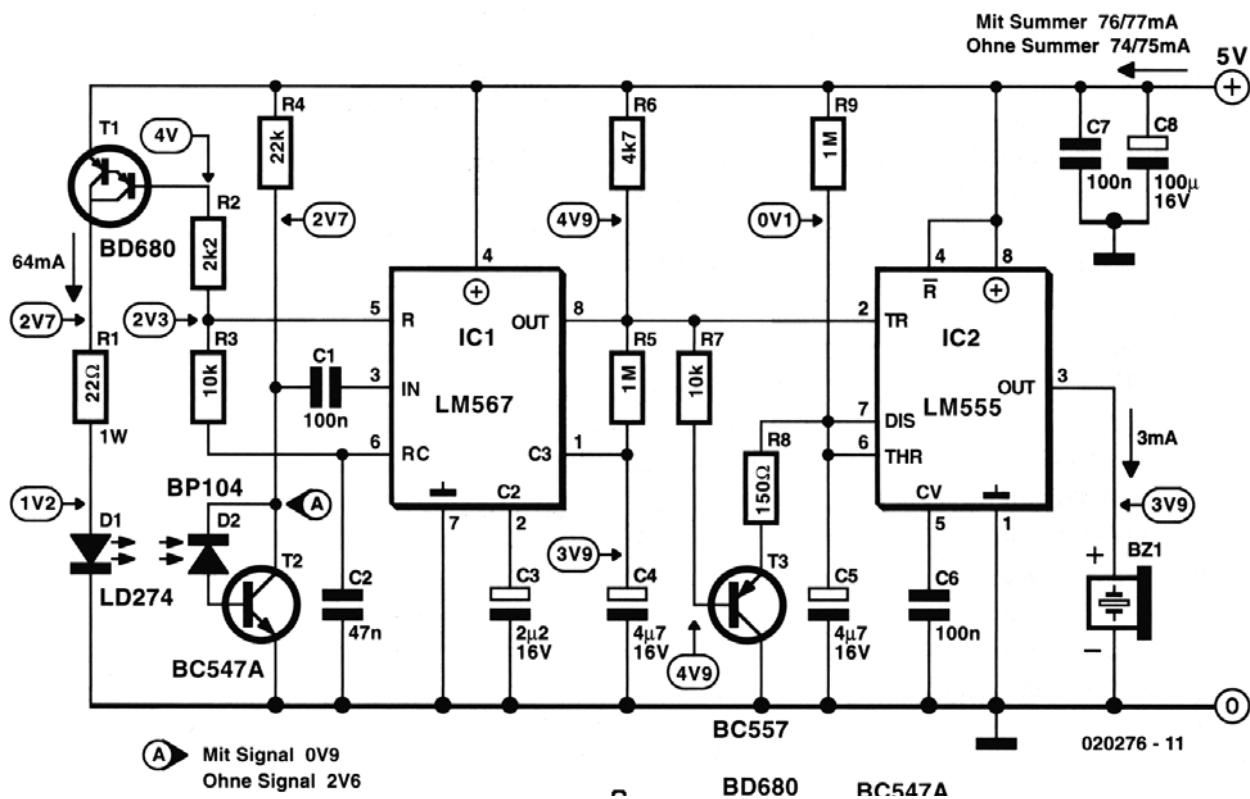 Mit Summer 76/77mA
Ohne Summer 74/75mA
5V
+
T1
4V
BD680
64mA
2V7
R1
22Ω
1W
1V2
D1
LD274
R2
2k2
2V3
R3
10k
R4
22k
2V7
C1
100n
BP104
D2
A
T2
BC547A
C2
47n
4
5
R
3
IN
6
RC
IC1
LM567
OUT
8
C3
1
C2
7
2
C3
2µ2
16V
R6
4k7
4V9
R5
1M
3V9
C4
4µ7
16V
R7
10k
4V9
R9
1M
0V1
R8
150Ω
T3
BC557
C5
4µ7
16V
4
R
8
2
TR
IC2
OUT
3
7
DIS
LM555
6
THR
CV
5
1
C6
100n
C7
100n
C8
100µ
16V
3mA
3V9
+
BZ1
–
0
020276 - 11
A
Mit Signal 0V9
Ohne Signal 2V6
BD680
BC547A